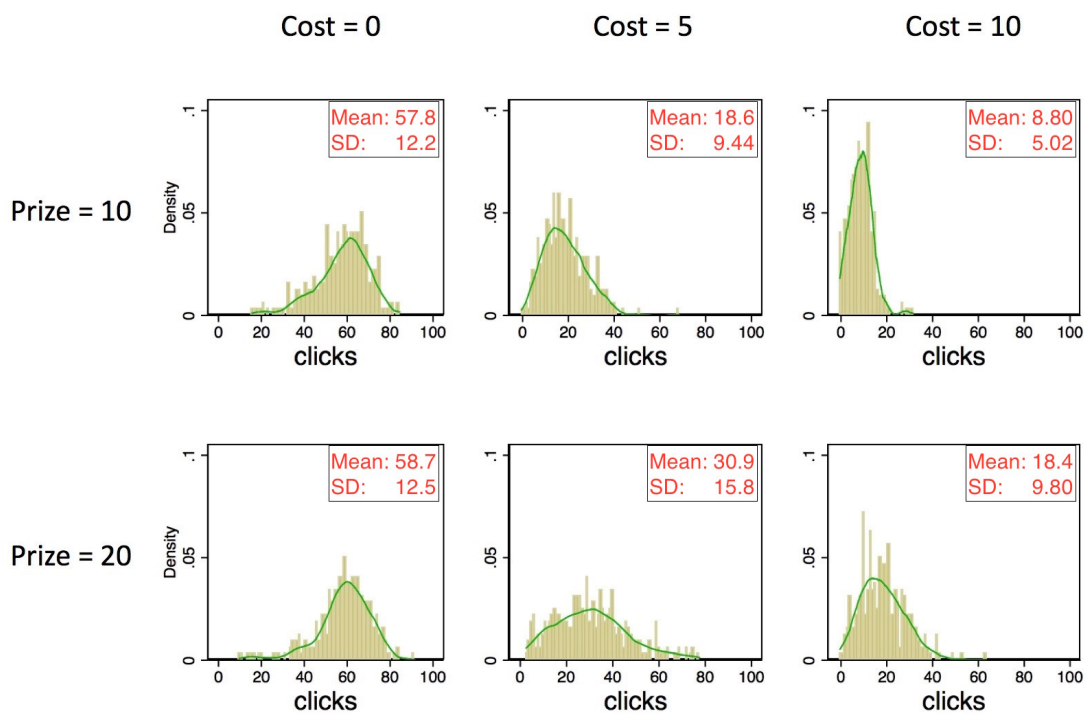 Cost = 0
Cost = 5
Cost = 10
Prize = 10
Density
0 .05 .1
Mean: 57.8
SD: 12.2
0 20 40 60 80 100
clicks
0 .05 .1
Mean: 18.6
SD: 9.44
0 20 40 60 80 100
clicks
0 .05 .1
Mean: 8.80
SD: 5.02
0 20 40 60 80 100
clicks
Prize = 20
Density
0 .05 .1
Mean: 58.7
SD: 12.5
0 20 40 60 80 100
clicks
0 .05 .1
Mean: 30.9
SD: 15.8
0 20 40 60 80 100
clicks
0 .05 .1
Mean: 18.4
SD: 9.80
0 20 40 60 80 100
clicks